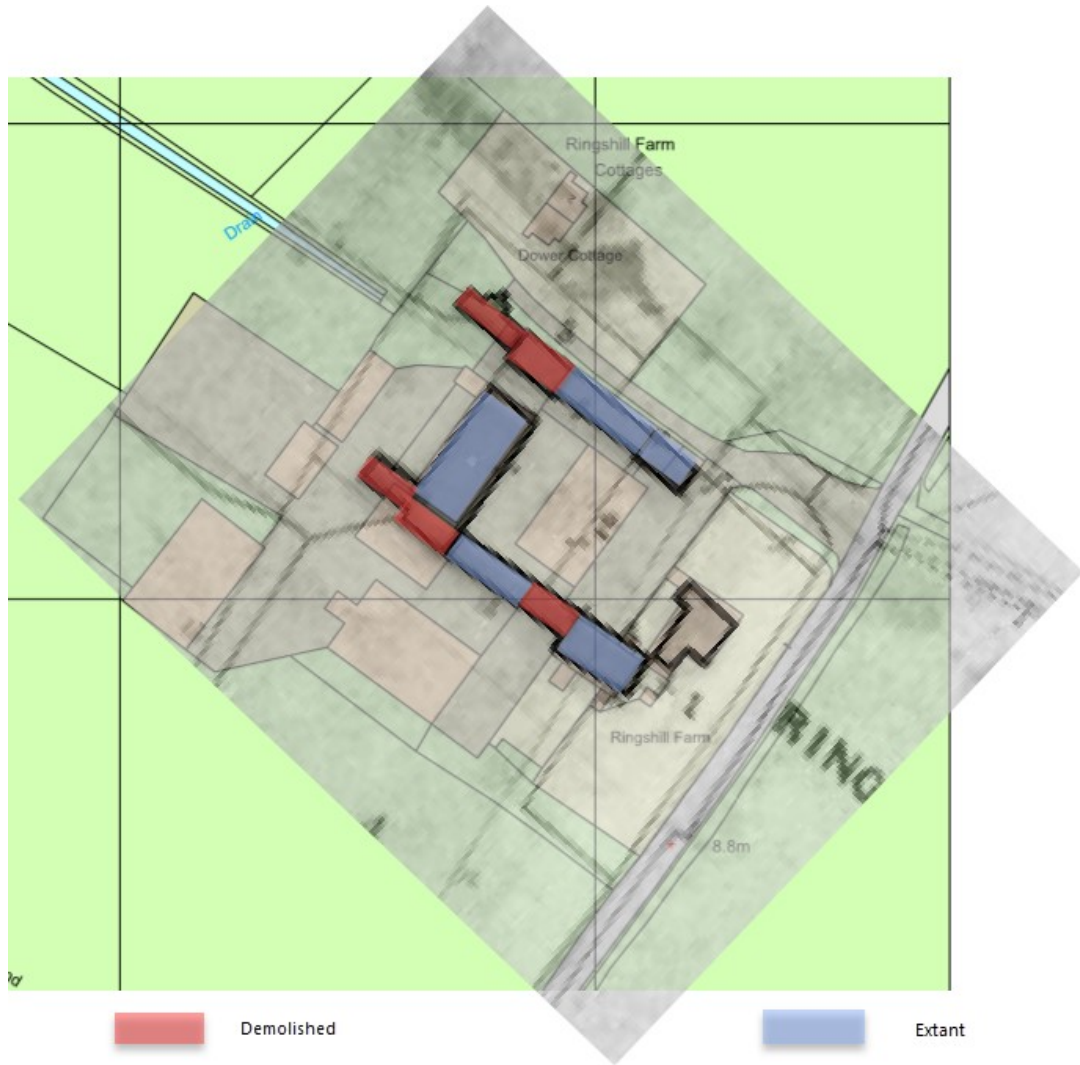 Ringshill Farm
Cottages
Drain
Dower Cottage
Ringshill Farm
RING
8.8m
Demolished
Extant